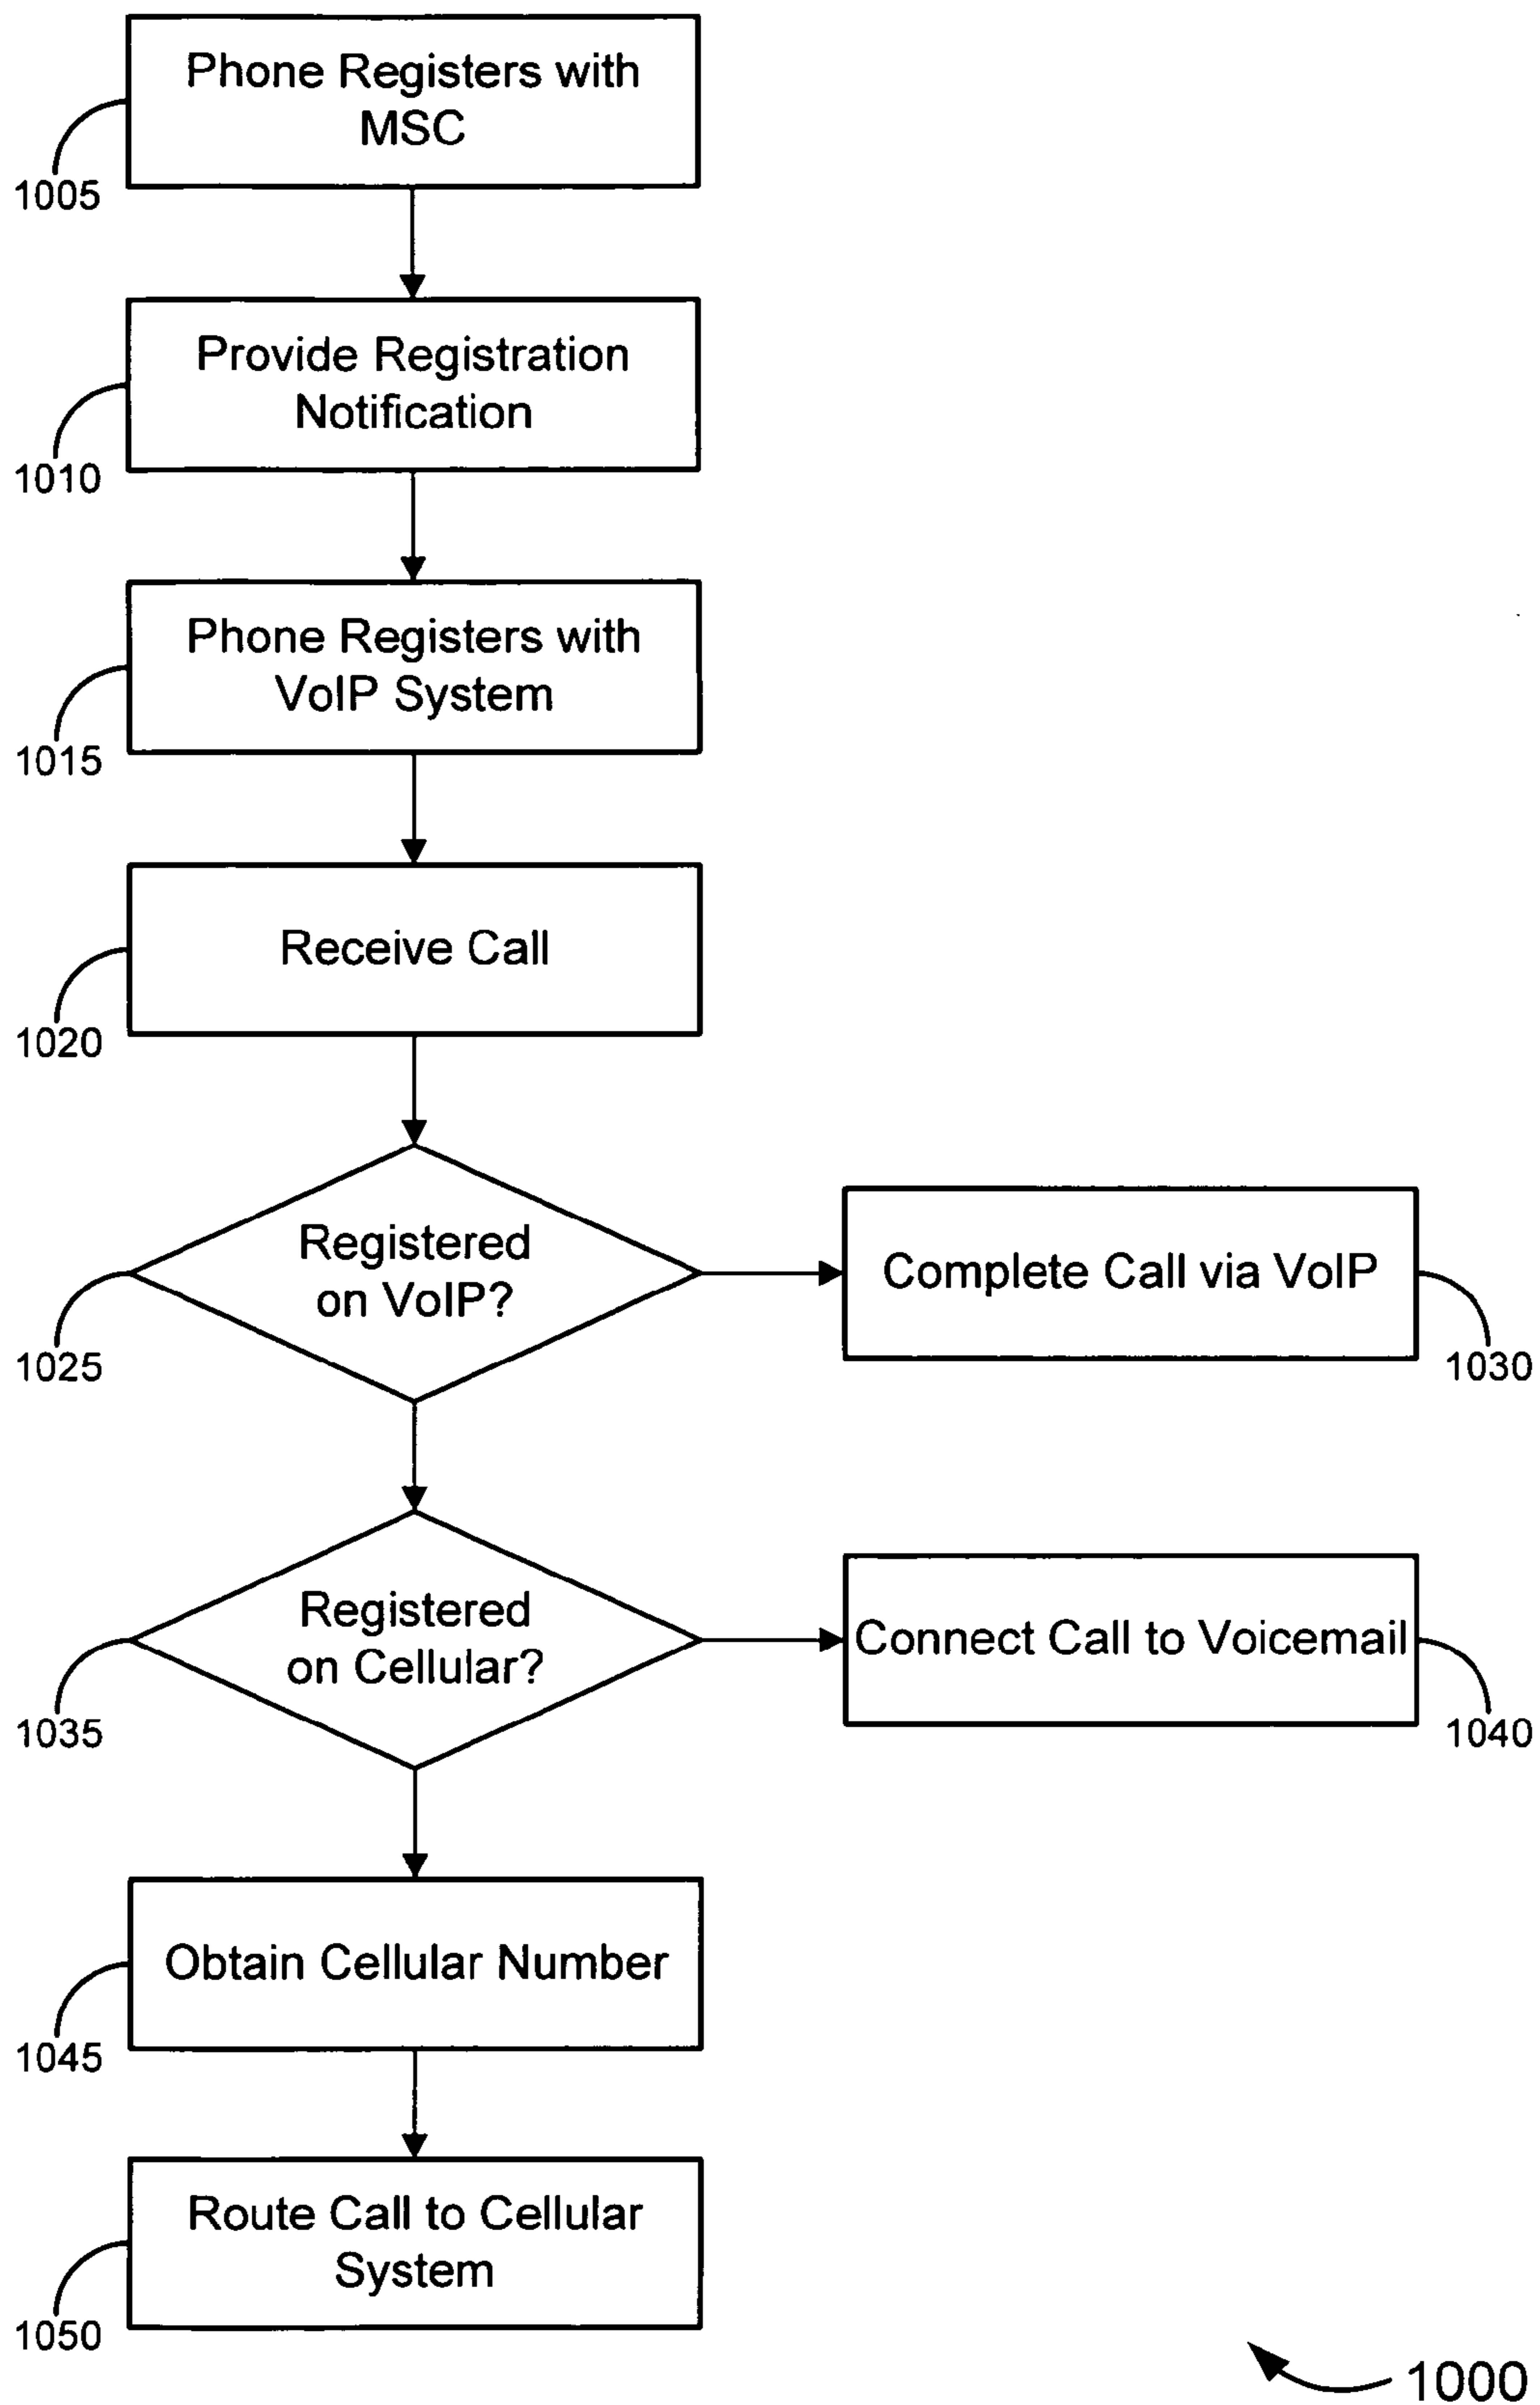 Phone Registers with
MSC
1005
Provide Registration
Notification
1010
Phone Registers with
VoIP System
1015
Receive Call
1020
Registered
on VoIP?
1025
Complete Call via VoIP
1030
Registered
on Cellular?
1035
Connect Call to Voicemail
1040
Obtain Cellular Number
1045
Route Call to Cellular
System
1050
1000